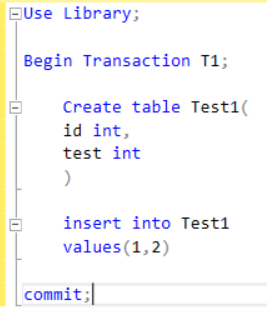 Use Library;
Begin Transaction T1;
Create table Test1(
id int,
test int
)
insert into Test1
values(1,2)
commit;